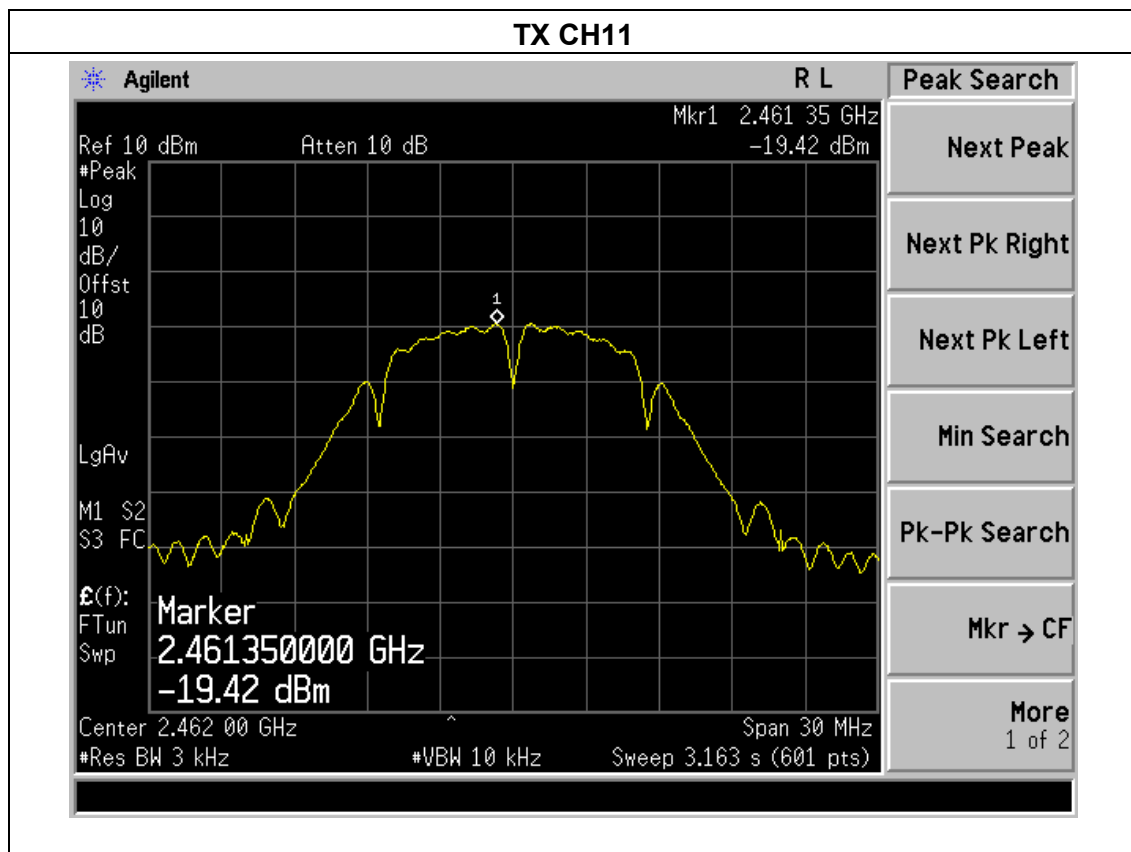 TX CH11
Agilent R L Peak Search
Mkr1 2.461 35 GHz
Ref 10 dBm Atten 10 dB -19.42 dBm
#Peak
Log
10
dB/
Offst
10
dB
1
LgAv
M1 S2
S3 FC
£(f):
FTun
Swp
Marker
2.461350000 GHz
-19.42 dBm
Center 2.462 00 GHz ^ Span 30 MHz
#Res BW 3 kHz #VBW 10 kHz Sweep 3.163 s (601 pts)
Next Peak
Next Pk Right
Next Pk Left
Min Search
Pk-Pk Search
Mkr → CF
More
1 of 2